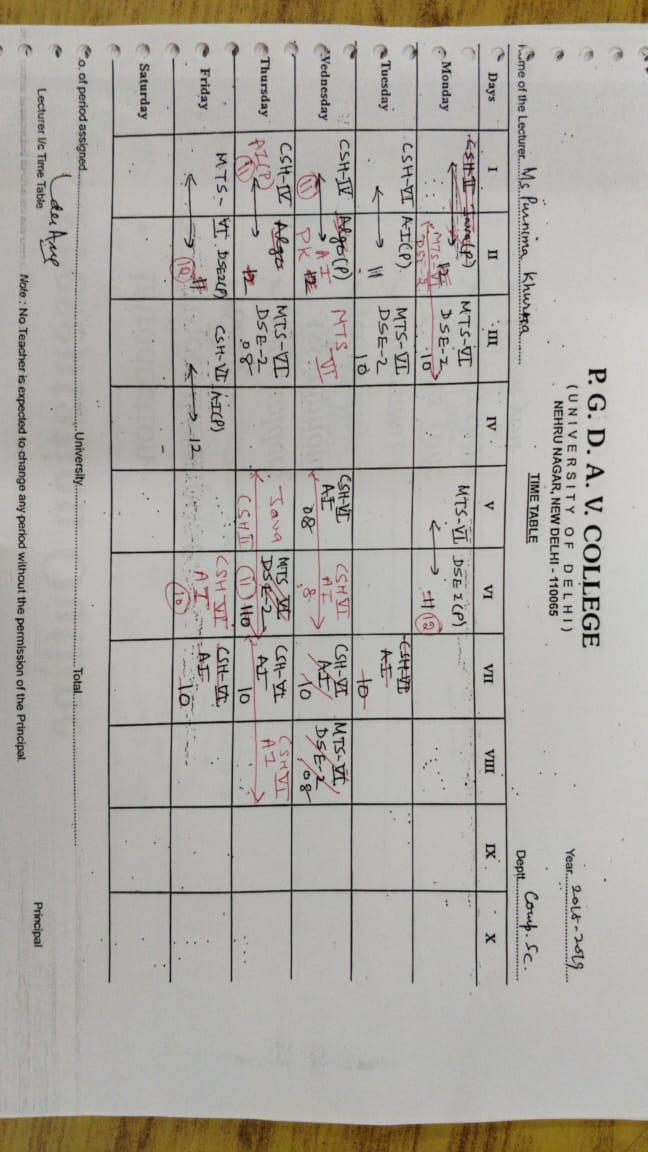 P. G. D. A. V. COLLEGE
(UNIVERSITY OF DELHI)
NEHRU NAGAR, NEW DELHI - 110065
Year 2018-2019
TIME TABLE
of the Lecturer Ms Purnima Khurana
Deptt. Comp. Sc.
Days I II III IV V VI VII VIII IX X
CSH-II Java(P) MTS-VI MTS-VI DSE2(P)
Monday DSE-2
12 11 (12)
MTS-VI 10
DSE-2
CSH-VI AI(P) MTS-VI CSH-VI
Tuesday DSE-2 AI
11 10 10
CSH-IV Algo(P) MTS CSH-VI CSH VI CSH-VI MTS-VI
Wednesday AI VI AI AI AI DSE-2
(11) PK 12 08 8 10 08
CSH-IV Algo MTS-VI Java MTS VI CSH-VI CSH VI
Thursday AI(P) DSE-2 DSE-2 AI AI
(11) 12 08 CSH II (11) 10 10
MTS-VI DSE2(P) CSH-VI AI(P) CSH VI CSH-VI
Friday 11 12 AI AI
(12) (10) 10
Saturday
o. of period assigned University Total
Lecturer I/c Time Table
Principal
Note : No Teacher is expected to change any period without the permission of the Principal.